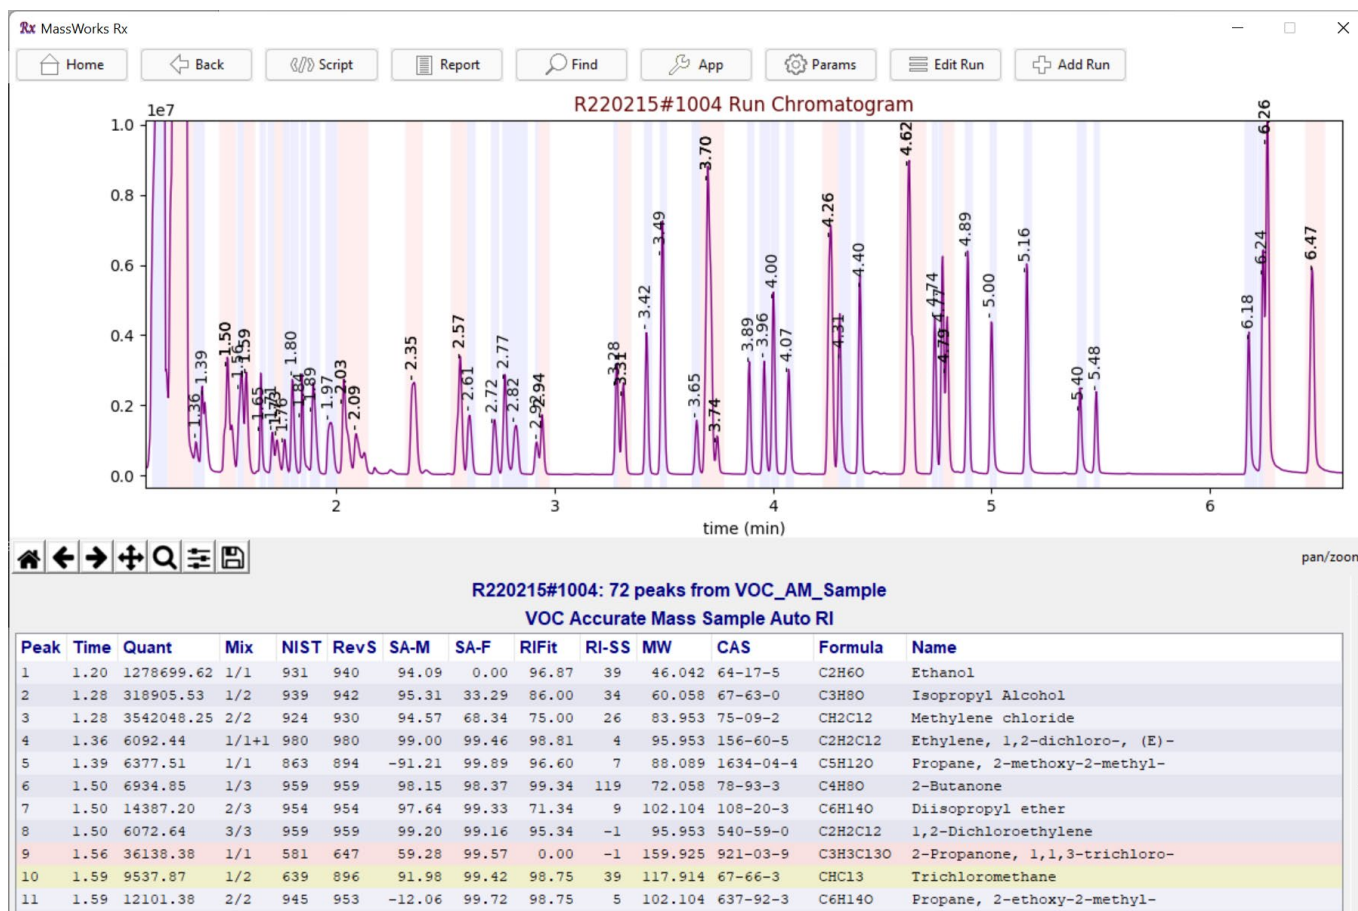 Rx MassWorks Rx
Home Back Script Report Find App Params Edit Run Add Run
R220215#1004 Run Chromatogram
1e7
1.0
0.8
0.6
0.4
0.2
0.0
1.36
1.39
1.50
1.56
1.59
1.65
1.76
1.80
1.84
1.89
1.97
2.03
2.09
2.35
2.57
2.61
2.72
2.77
2.82
2.92
2.94
3.28
3.31
3.42
3.49
3.65
3.70
3.74
3.89
3.96
4.00
4.07
4.26
4.31
4.40
4.62
4.74
4.77
4.79
4.89
5.00
5.16
5.40
5.48
6.18
6.24
6.26
6.47
2 3 4 5 6
time (min)
pan/zoom
R220215#1004: 72 peaks from VOC_AM_Sample
VOC Accurate Mass Sample Auto RI
Peak Time Quant Mix NIST RevS SA-M SA-F RIFit RI-SS MW CAS Formula Name
1 1.20 1278699.62 1/1 931 940 94.09 0.00 96.87 39 46.042 64-17-5 C2H6O Ethanol
2 1.28 318905.53 1/2 939 942 95.31 33.29 86.00 34 60.058 67-63-0 C3H8O Isopropyl Alcohol
3 1.28 3542048.25 2/2 924 930 94.57 68.34 75.00 26 83.953 75-09-2 CH2Cl2 Methylene chloride
4 1.36 6092.44 1/1+1 980 980 99.00 99.46 98.81 4 95.953 156-60-5 C2H2Cl2 Ethylene, 1,2-dichloro-, (E)-
5 1.39 6377.51 1/1 863 894 -91.21 99.89 96.60 7 88.089 1634-04-4 C5H12O Propane, 2-methoxy-2-methyl-
6 1.50 6934.85 1/3 959 959 98.15 98.37 99.34 119 72.058 78-93-3 C4H8O 2-Butanone
7 1.50 14387.20 2/3 954 954 97.64 99.33 71.34 9 102.104 108-20-3 C6H14O Diisopropyl ether
8 1.50 6072.64 3/3 959 959 99.20 99.16 95.34 -1 95.953 540-59-0 C2H2Cl2 1,2-Dichloroethylene
9 1.56 36138.38 1/1 581 647 59.28 99.57 0.00 -1 159.925 921-03-9 C3H3Cl3O 2-Propanone, 1,1,3-trichloro-
10 1.59 9537.87 1/2 639 896 91.98 99.42 98.75 39 117.914 67-66-3 CHCl3 Trichloromethane
11 1.59 12101.38 2/2 945 953 -12.06 99.72 98.75 5 102.104 637-92-3 C6H14O Propane, 2-ethoxy-2-methyl-